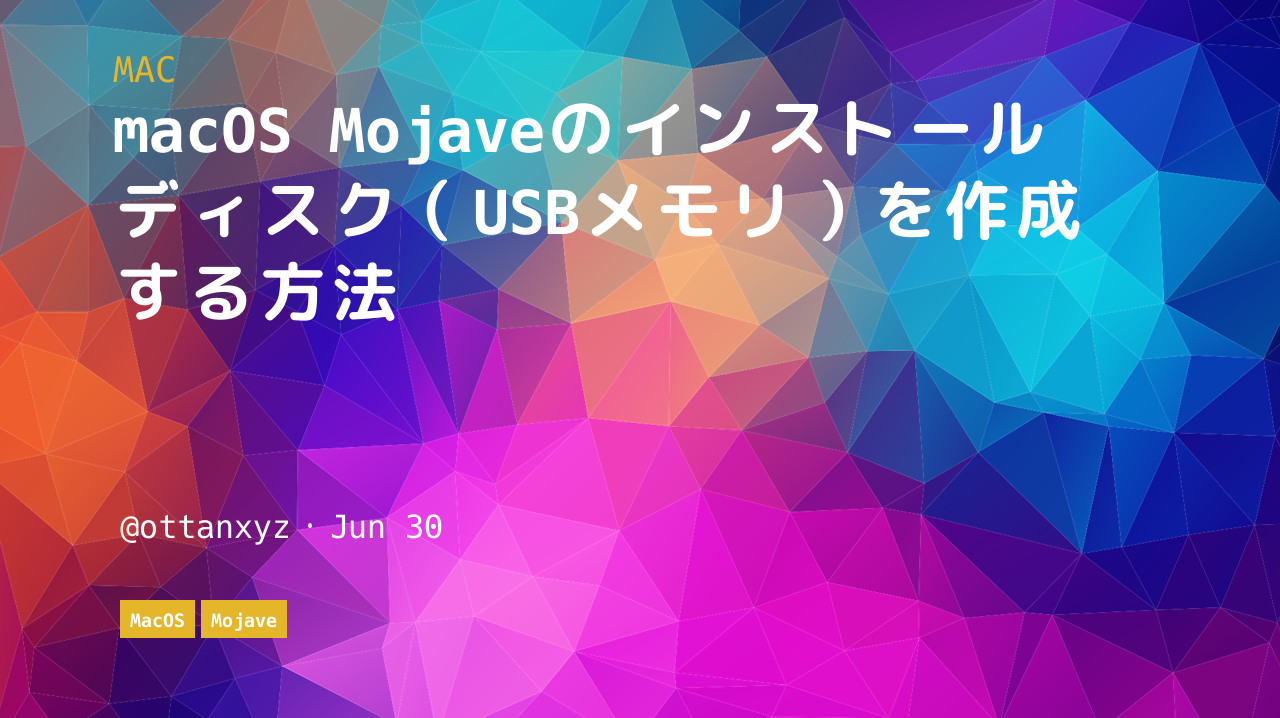 MAC
macOS Mojaveのインストール
ディスク（USBメモリ）を作成
する方法
@ottanxyz・Jun 30
MacOS Mojave